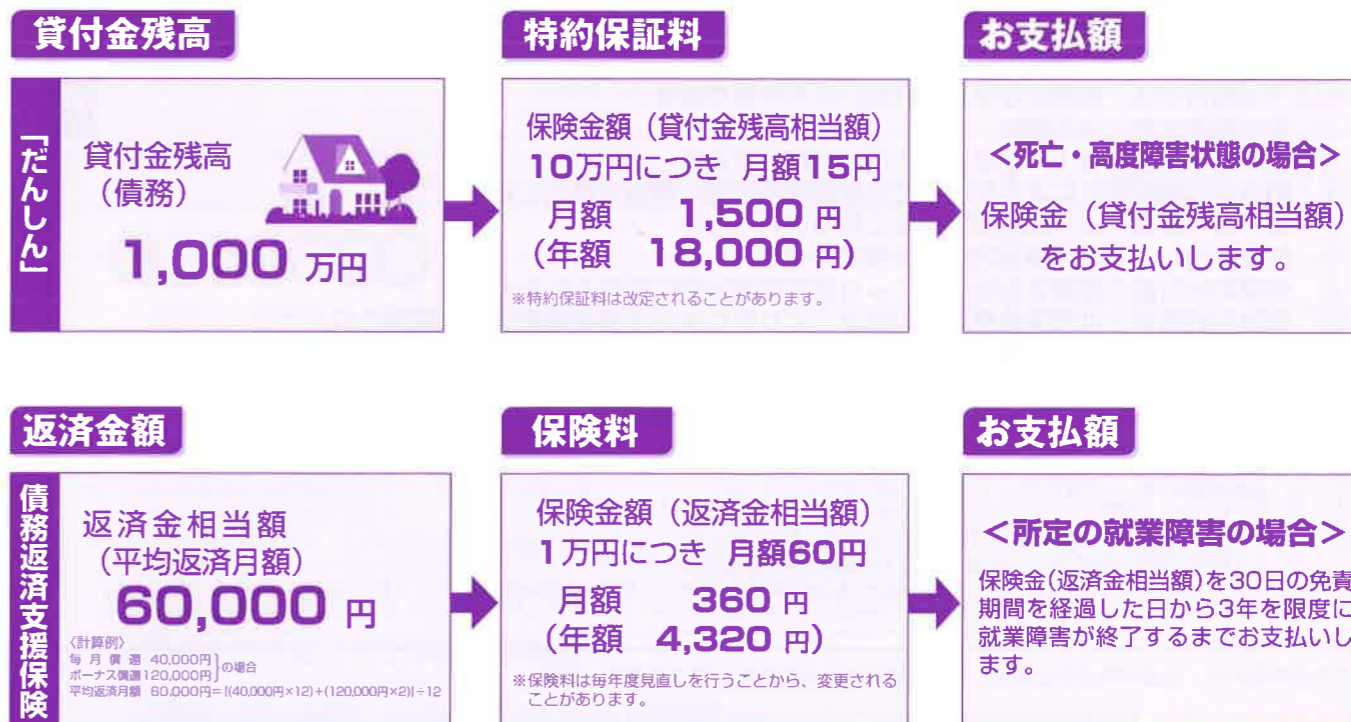 貸付金残高
特約保証料
お支払額
「だんしん」
貸付金残高
(債務)
1,000 万円
保険金額(貸付金残高相当額)
10万円につき 月額15円
月額 1,500 円
(年額 18,000 円)
※特約保証料は改定されることがあります。
<死亡・高度障害状態の場合>
保険金(貸付金残高相当額)
をお支払いします。
返済金額
保険料
お支払額
債務返済支援保険
返済金相当額
(平均返済月額)
60,000 円
〈計算例〉
毎月償還 40,000円
ボーナス償還120,000円
}の場合
平均返済月額 60,000円={(40,000円×12)+(120,000円×2)}÷12
保険金額(返済金相当額)
1万円につき 月額60円
月額 360 円
(年額 4,320 円)
※保険料は毎年度見直しを行うことから、変更される
ことがあります。
<所定の就業障害の場合>
保険金(返済金相当額)を30日の免責
期間を経過した日から3年を限度に
就業障害が終了するまでお支払いし
ます。